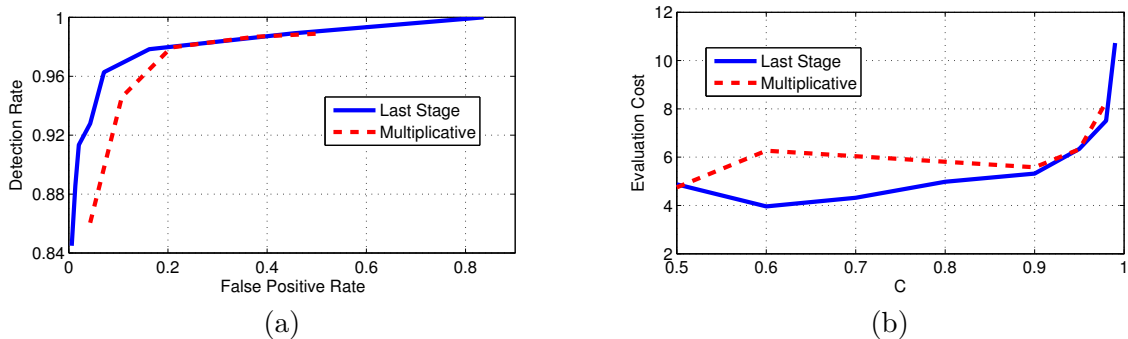 1
0.96
0.92
0.88
0.84
0 0.2 0.4 0.6 0.8
Detection Rate
False Positive Rate
Last Stage
Multiplicative
(a)
12
10
8
6
4
2
0.5 0.6 0.7 0.8 0.9 1
Evaluation Cost
C
Last Stage
Multiplicative
(b)